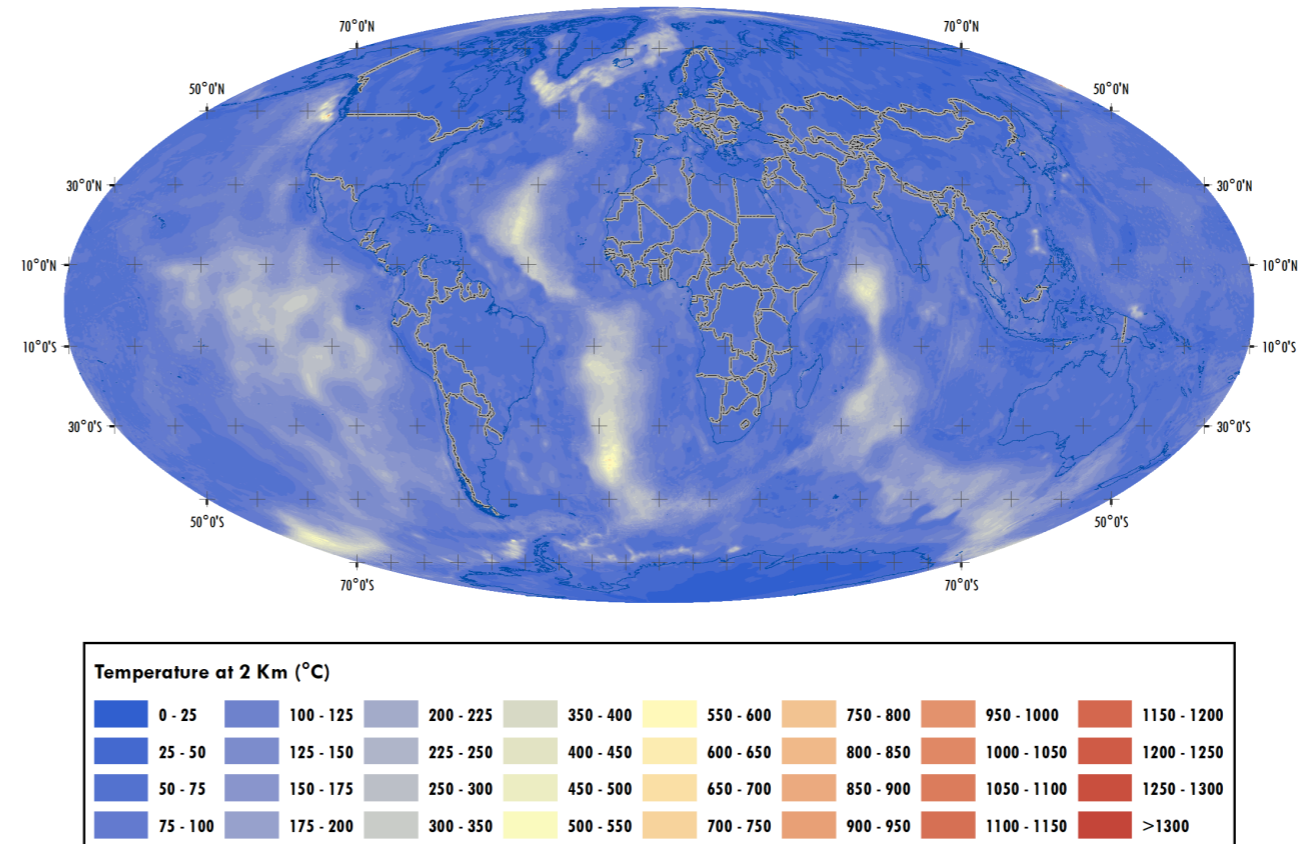 70°0'N 70°0'N
50°0'N 50°0'N
30°0'N 30°0'N
10°0'N 10°0'N
10°0'S 10°0'S
30°0'S 30°0'S
50°0'S 50°0'S
70°0'S 70°0'S
Temperature at 2 Km (°C)
0 - 25 100 - 125 200 - 225 350 - 400 550 - 600 750 - 800 950 - 1000 1150 - 1200
25 - 50 125 - 150 225 - 250 400 - 450 600 - 650 800 - 850 1000 - 1050 1200 - 1250
50 - 75 150 - 175 250 - 300 450 - 500 650 - 700 850 - 900 1050 - 1100 1250 - 1300
75 - 100 175 - 200 300 - 350 500 - 550 700 - 750 900 - 950 1100 - 1150 >1300